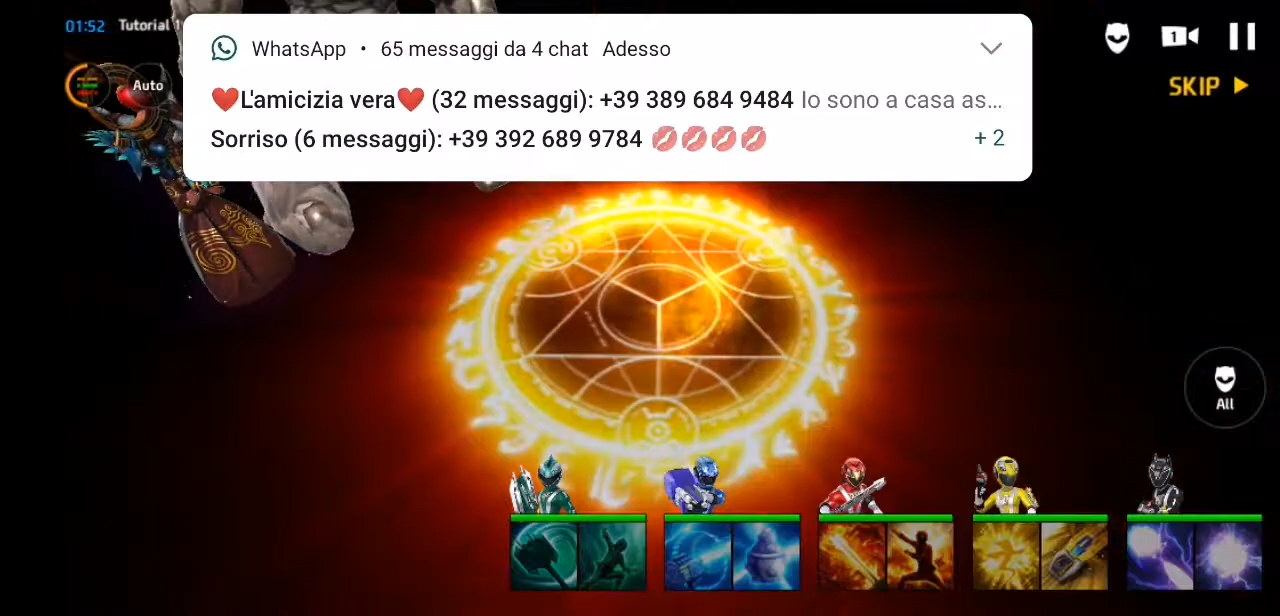 01:52 Tutorial 1
WhatsApp • 65 messaggi da 4 chat Adesso
❤️L'amicizia vera❤️ (32 messaggi): +39 389 684 9484 Io sono a casa as...
Sorriso (6 messaggi): +39 392 689 9784 💋💋💋💋 + 2
Auto
1
SKIP
All